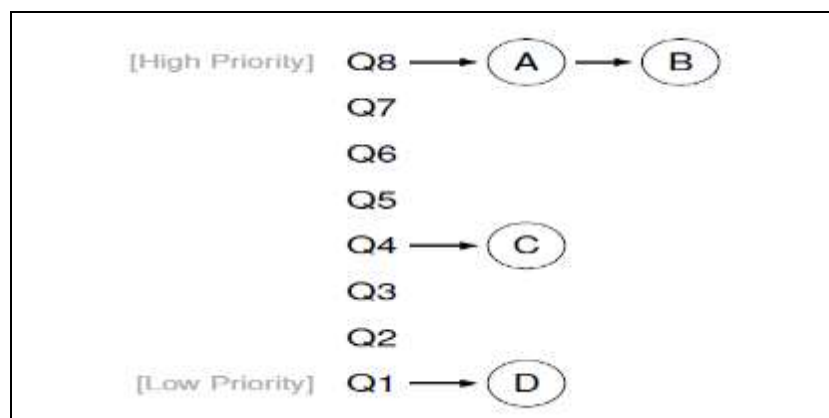 [High Priority] Q8 A B
Q7
Q6
Q5
Q4 C
Q3
Q2
[Low Priority] Q1 D